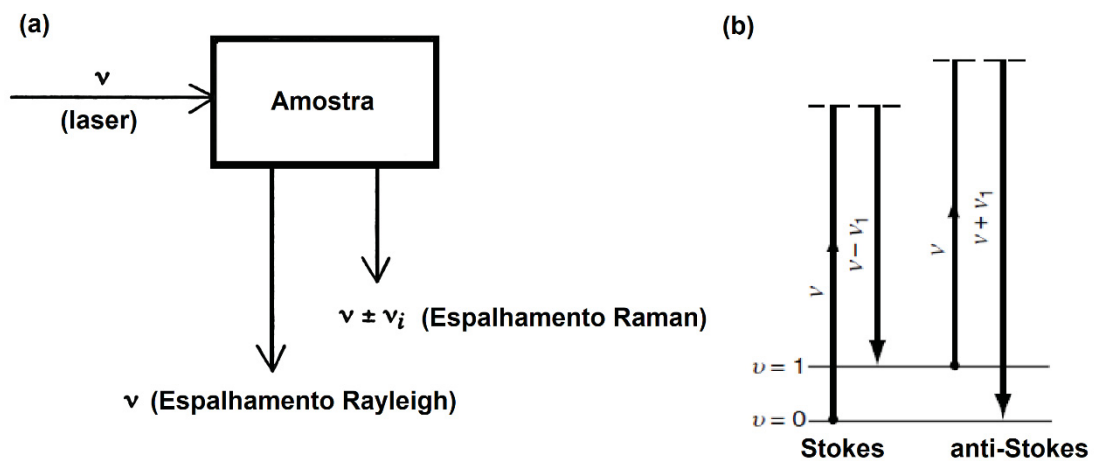 (a)
ν
(laser)
Amostra
ν ± νᵢ (Espalhamento Raman)
ν (Espalhamento Rayleigh)
(b)
ν
ν – ν₁
ν
ν + ν₁
υ = 1
υ = 0
Stokes
anti-Stokes